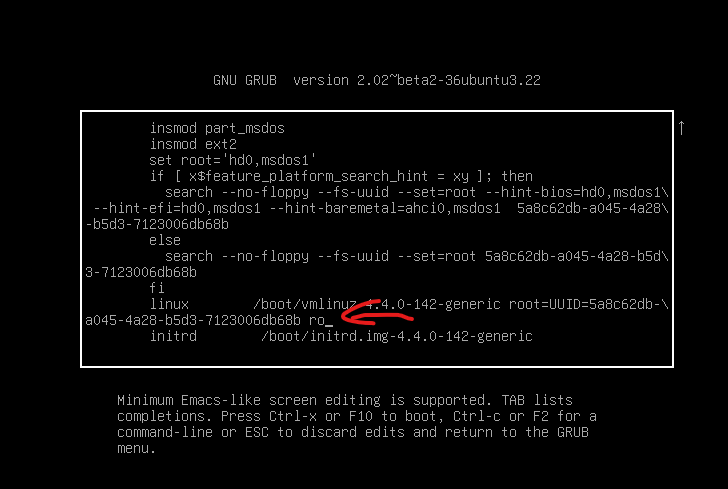 GNU GRUB  version 2.02~beta2-36ubuntu3.22
insmod part_msdos
insmod ext2
set root='hd0,msdos1'
if [ x$feature_platform_search_hint = xy ]; then
search --no-floppy --fs-uuid --set=root --hint-bios=hd0,msdos1\
--hint-efi=hd0,msdos1 --hint-baremetal=ahci0,msdos1  5a8c62db-a045-4a28\
-b5d3-7123006db68b
else
search --no-floppy --fs-uuid --set=root 5a8c62db-a045-4a28-b5d\
3-7123006db68b
fi
linux        /boot/vmlinuz-4.4.0-142-generic root=UUID=5a8c62db-\
a045-4a28-b5d3-7123006db68b ro_
initrd        /boot/initrd.img-4.4.0-142-generic
Minimum Emacs-like screen editing is supported. TAB lists
completions. Press Ctrl-x or F10 to boot, Ctrl-c or F2 for a
command-line or ESC to discard edits and return to the GRUB
menu.